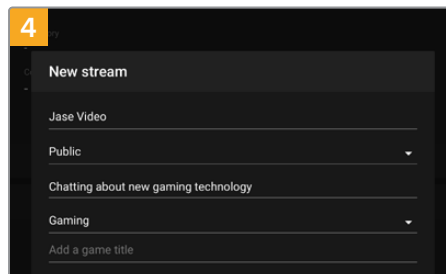 4
New stream
Jase Video
Public
Chatting about new gaming technology
Gaming
Add a game title